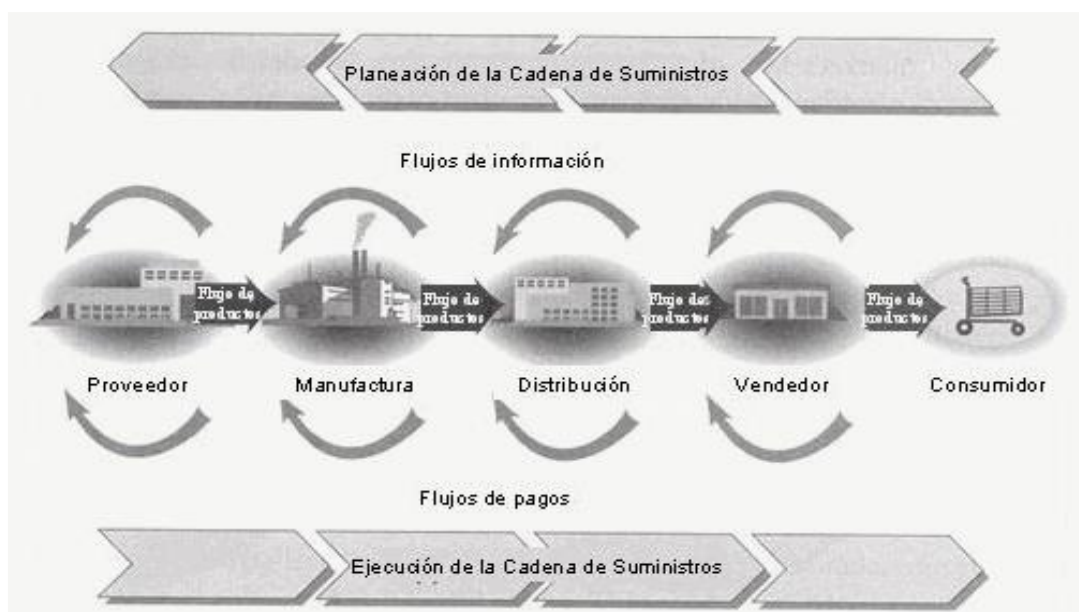 Planeación de la Cadena de Suministros
Flujos de información
Flujo de
productos
Flujo de
productos
Flujo de
productos
Flujo de
productos
Proveedor
Manufactura
Distribución
Vendedor
Consumidor
Flujos de pagos
Ejecución de la Cadena de Suministros